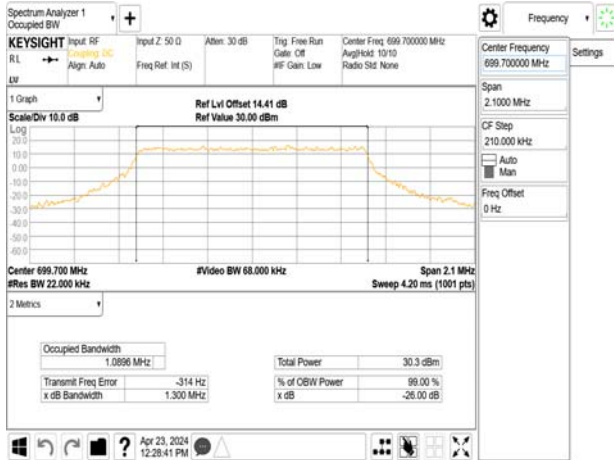 Spectrum Analyzer 1
Occupied BW
Frequency
Settings
KEYSIGHT
RL
LW
Input: RF
Coupling: DC
Align: Auto
Input Z: 50 Ω
Freq Ref: Int (S)
Atten: 30 dB
Trig: Free Run
Gate: Off
#IF Gain: Low
Center Freq: 699.700000 MHz
Avg|Hold: 10/10
Radio Std: None
1 Graph
Scale/Div 10.0 dB
Ref Lvl Offset 14.41 dB
Ref Value 30.00 dBm
Log
20.0
10.0
0.00
-10.0
-20.0
-30.0
-40.0
-50.0
-60.0
Center 699.700 MHz
#Res BW 22.000 kHz
#Video BW 68.000 kHz
Span 2.1 MHz
Sweep 4.20 ms (1001 pts)
2 Metrics
Occupied Bandwidth
1.0896 MHz
Total Power 30.3 dBm
Transmit Freq Error -314 Hz
% of OBW Power 99.00 %
x dB Bandwidth 1.300 MHz
x dB -26.00 dB
Apr 23, 2024
12:28:41 PM
Center Frequency
699.700000 MHz
Span
2.1000 MHz
CF Step
210.000 kHz
Auto
Man
Freq Offset
0 Hz